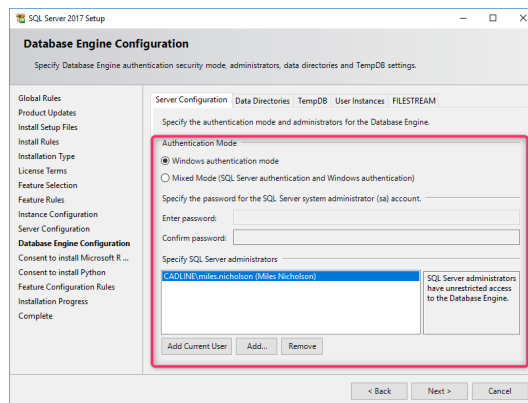 SQL Server 2017 Setup
Database Engine Configuration
Specify Database Engine authentication security mode, administrators, data directories and TempDB settings.
Global Rules
Product Updates
Install Setup Files
Install Rules
Installation Type
License Terms
Feature Selection
Feature Rules
Instance Configuration
Server Configuration
Database Engine Configuration
Consent to install Microsoft R ...
Consent to install Python
Feature Configuration Rules
Installation Progress
Complete
Server Configuration Data Directories TempDB User Instances FILESTREAM
Specify the authentication mode and administrators for the Database Engine.
Authentication Mode
Windows authentication mode
Mixed Mode (SQL Server authentication and Windows authentication)
Specify the password for the SQL Server system administrator (sa) account.
Enter password:
Confirm password:
Specify SQL Server administrators
CADLINE\miles.nicholson (Miles Nicholson)
SQL Server administrators
have unrestricted access
to the Database Engine.
Add Current User Add... Remove
< Back Next > Cancel